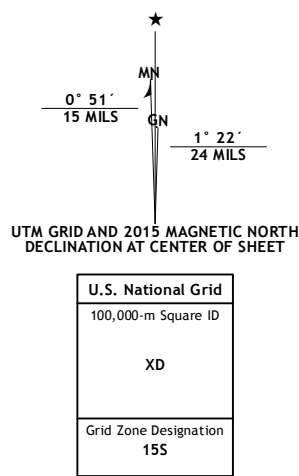 MN
0° 51´
15 MILS
GN
1° 22´
24 MILS
UTM GRID AND 2015 MAGNETIC NORTH
DECLINATION AT CENTER OF SHEET
U.S. National Grid
100,000-m Square ID
XD
Grid Zone Designation
15S